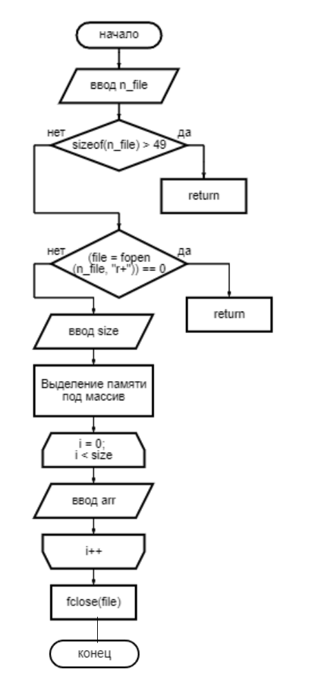 начало
ввод n_file
нет
да
sizeof(n_file) > 49
return
нет
да
(file = fopen
(n_file, "r+")) == 0
return
ввод size
Выделение памяти
под массив
i = 0;
i < size
ввод arr
i++
fclose(file)
конец